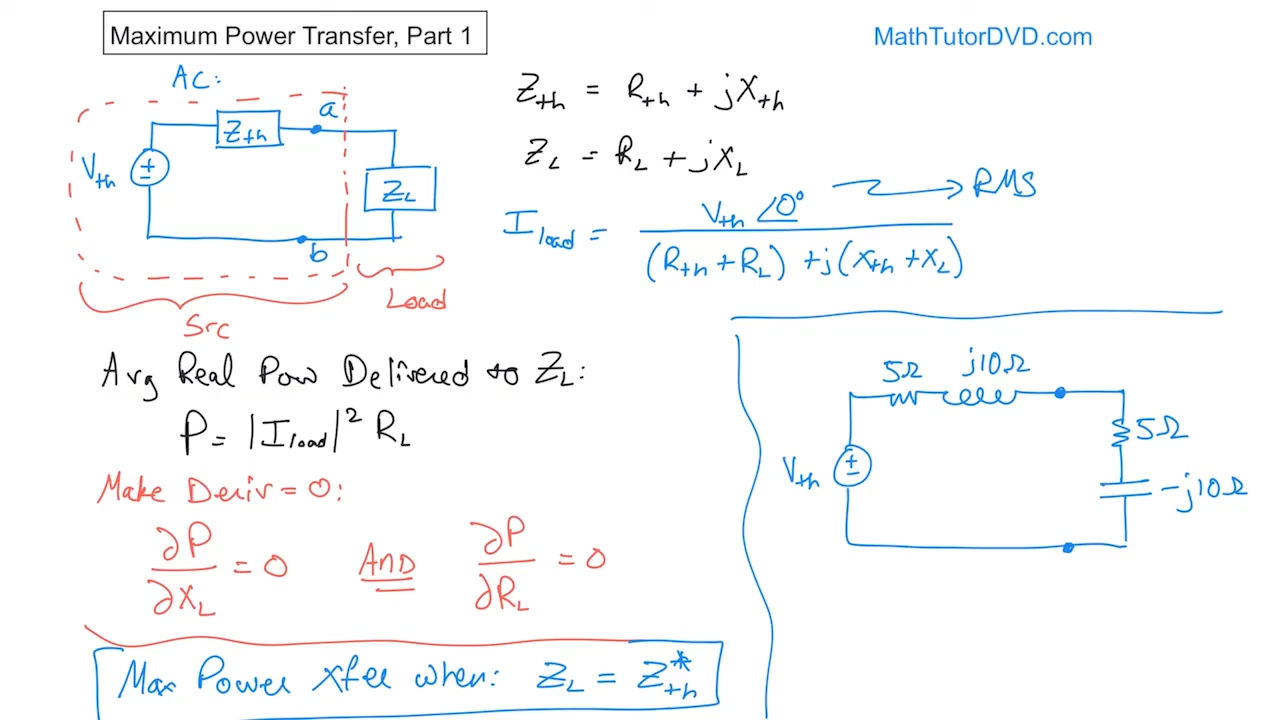 Maximum Power Transfer, Part 1
MathTutorDVD.com
AC:
a
Zth
Vth
ZL
b
Src
Load
Zth = Rth + jXth
ZL = RL + jXL
Iload = Vth ∠0° / (Rth + RL) + j(Xth + XL)
RMS
Avg Real Pow Delivered to ZL:
P = |Iload|² RL
Make Deriv = 0:
∂P/∂XL = 0 AND ∂P/∂RL = 0
Max Power xfer when: ZL = Zth*
5Ω j10Ω
5Ω
Vth
-j10Ω